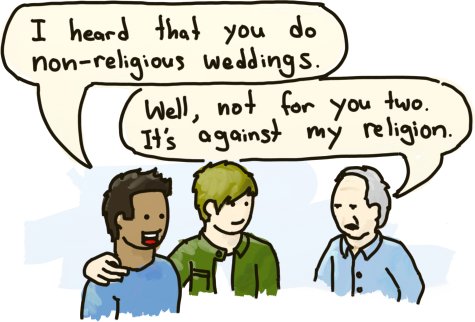 I heard that you do
non-religious weddings.
Well, not for you two.
It's against my religion.